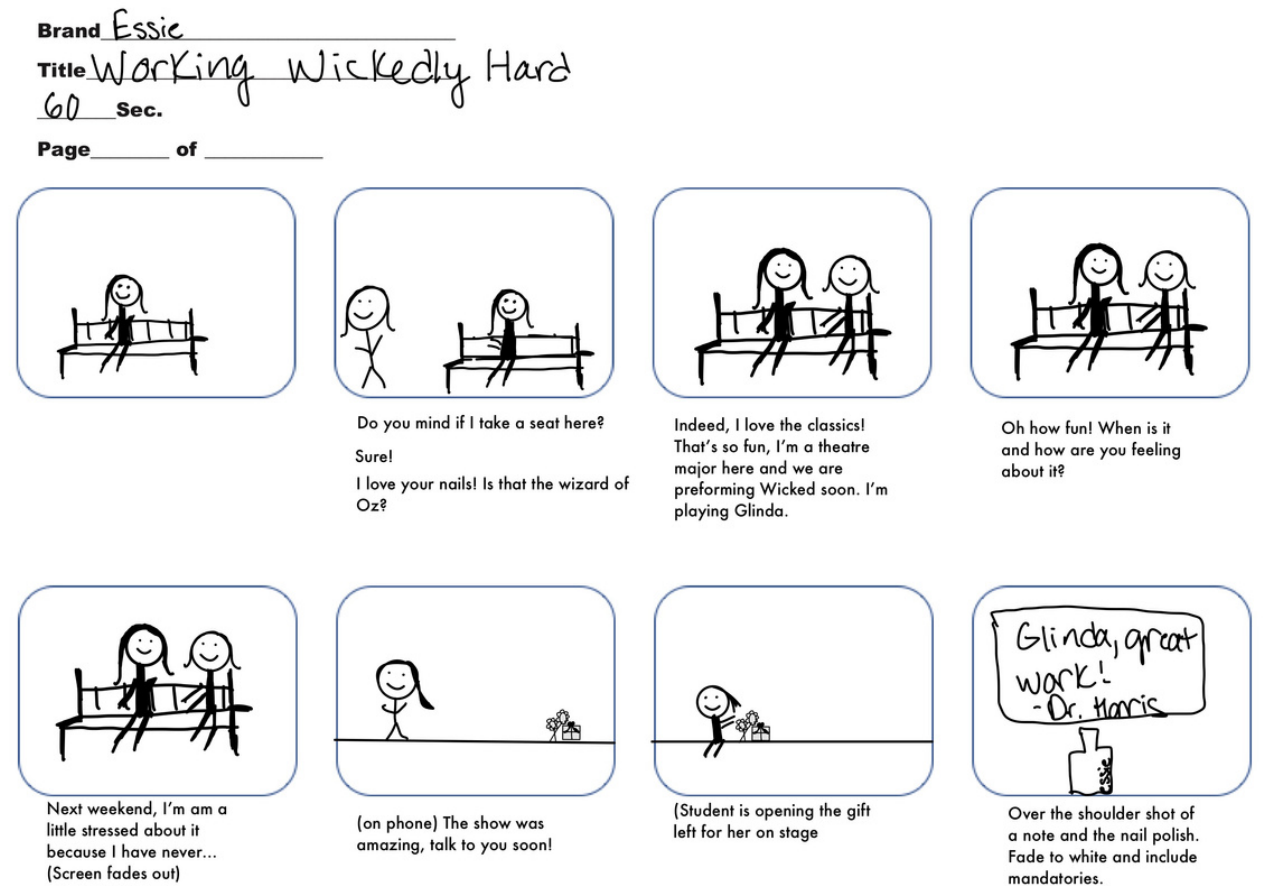 Brand Essie
Title Working Wickedly Hard
60 Sec.
Page_______ of __________
Do you mind if I take a seat here?
Sure!
I love your nails! Is that the wizard of
Oz?
Indeed, I love the classics!
That's so fun, I'm a theatre
major here and we are
preforming Wicked soon. I'm
playing Glinda.
Oh how fun! When is it
and how are you feeling
about it?
Next weekend, I'm am a
little stressed about it
because I have never...
(Screen fades out)
(on phone) The show was
amazing, talk to you soon!
(Student is opening the gift
left for her on stage
Glinda, great
work!
- Dr. Harris
essie
Over the shoulder shot of
a note and the nail polish.
Fade to white and include
mandatories.